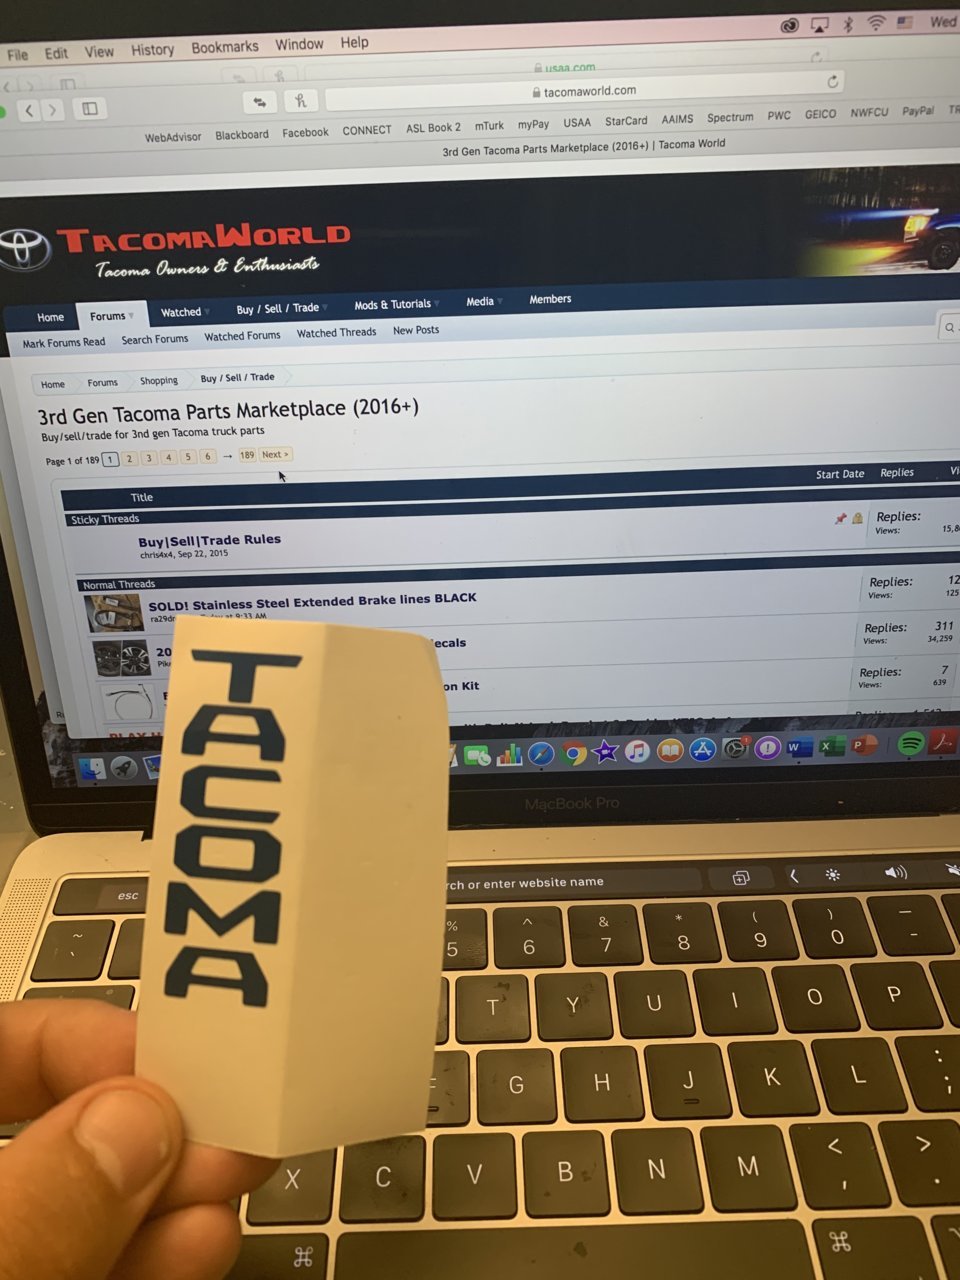 File Edit View History Bookmarks Window Help
Wed
usaa.com
tacomaworld.com
WebAdvisor Blackboard Facebook CONNECT ASL Book 2 mTurk myPay USAA StarCard AAIMS Spectrum PWC GEICO NWFCU PayPal
3rd Gen Tacoma Parts Marketplace (2016+) | Tacoma World
TACOMAWORLD
Tacoma Owners & Enthusiasts
Home Forums Watched Buy / Sell / Trade Mods & Tutorials Media Members
Mark Forums Read Search Forums Watched Forums Watched Threads New Posts
Home Forums Shopping Buy / Sell / Trade
3rd Gen Tacoma Parts Marketplace (2016+)
Buy/sell/trade for 3nd gen Tacoma truck parts
Page 1 of 189 1 2 3 4 5 6 → 189 Next >
Title Start Date Replies
Sticky Threads
Buy|Sell|Trade Rules
chris4x4, Sep 22, 2015
Replies:
Views: 15,8
Normal Threads
SOLD! Stainless Steel Extended Brake lines BLACK
Replies: 12
Views: 125
20
ecals
Replies: 311
Views: 34,259
on Kit
Replies: 7
Views: 639
TACOMA
MacBook Pro
esc
rch or enter website name
~ `
% 5 ^ 6 & 7 * 8 ( 9 ) 0 — -
T Y U I O P
G H J K L : ;
X C V B N M < , > .
⌘ ⌘